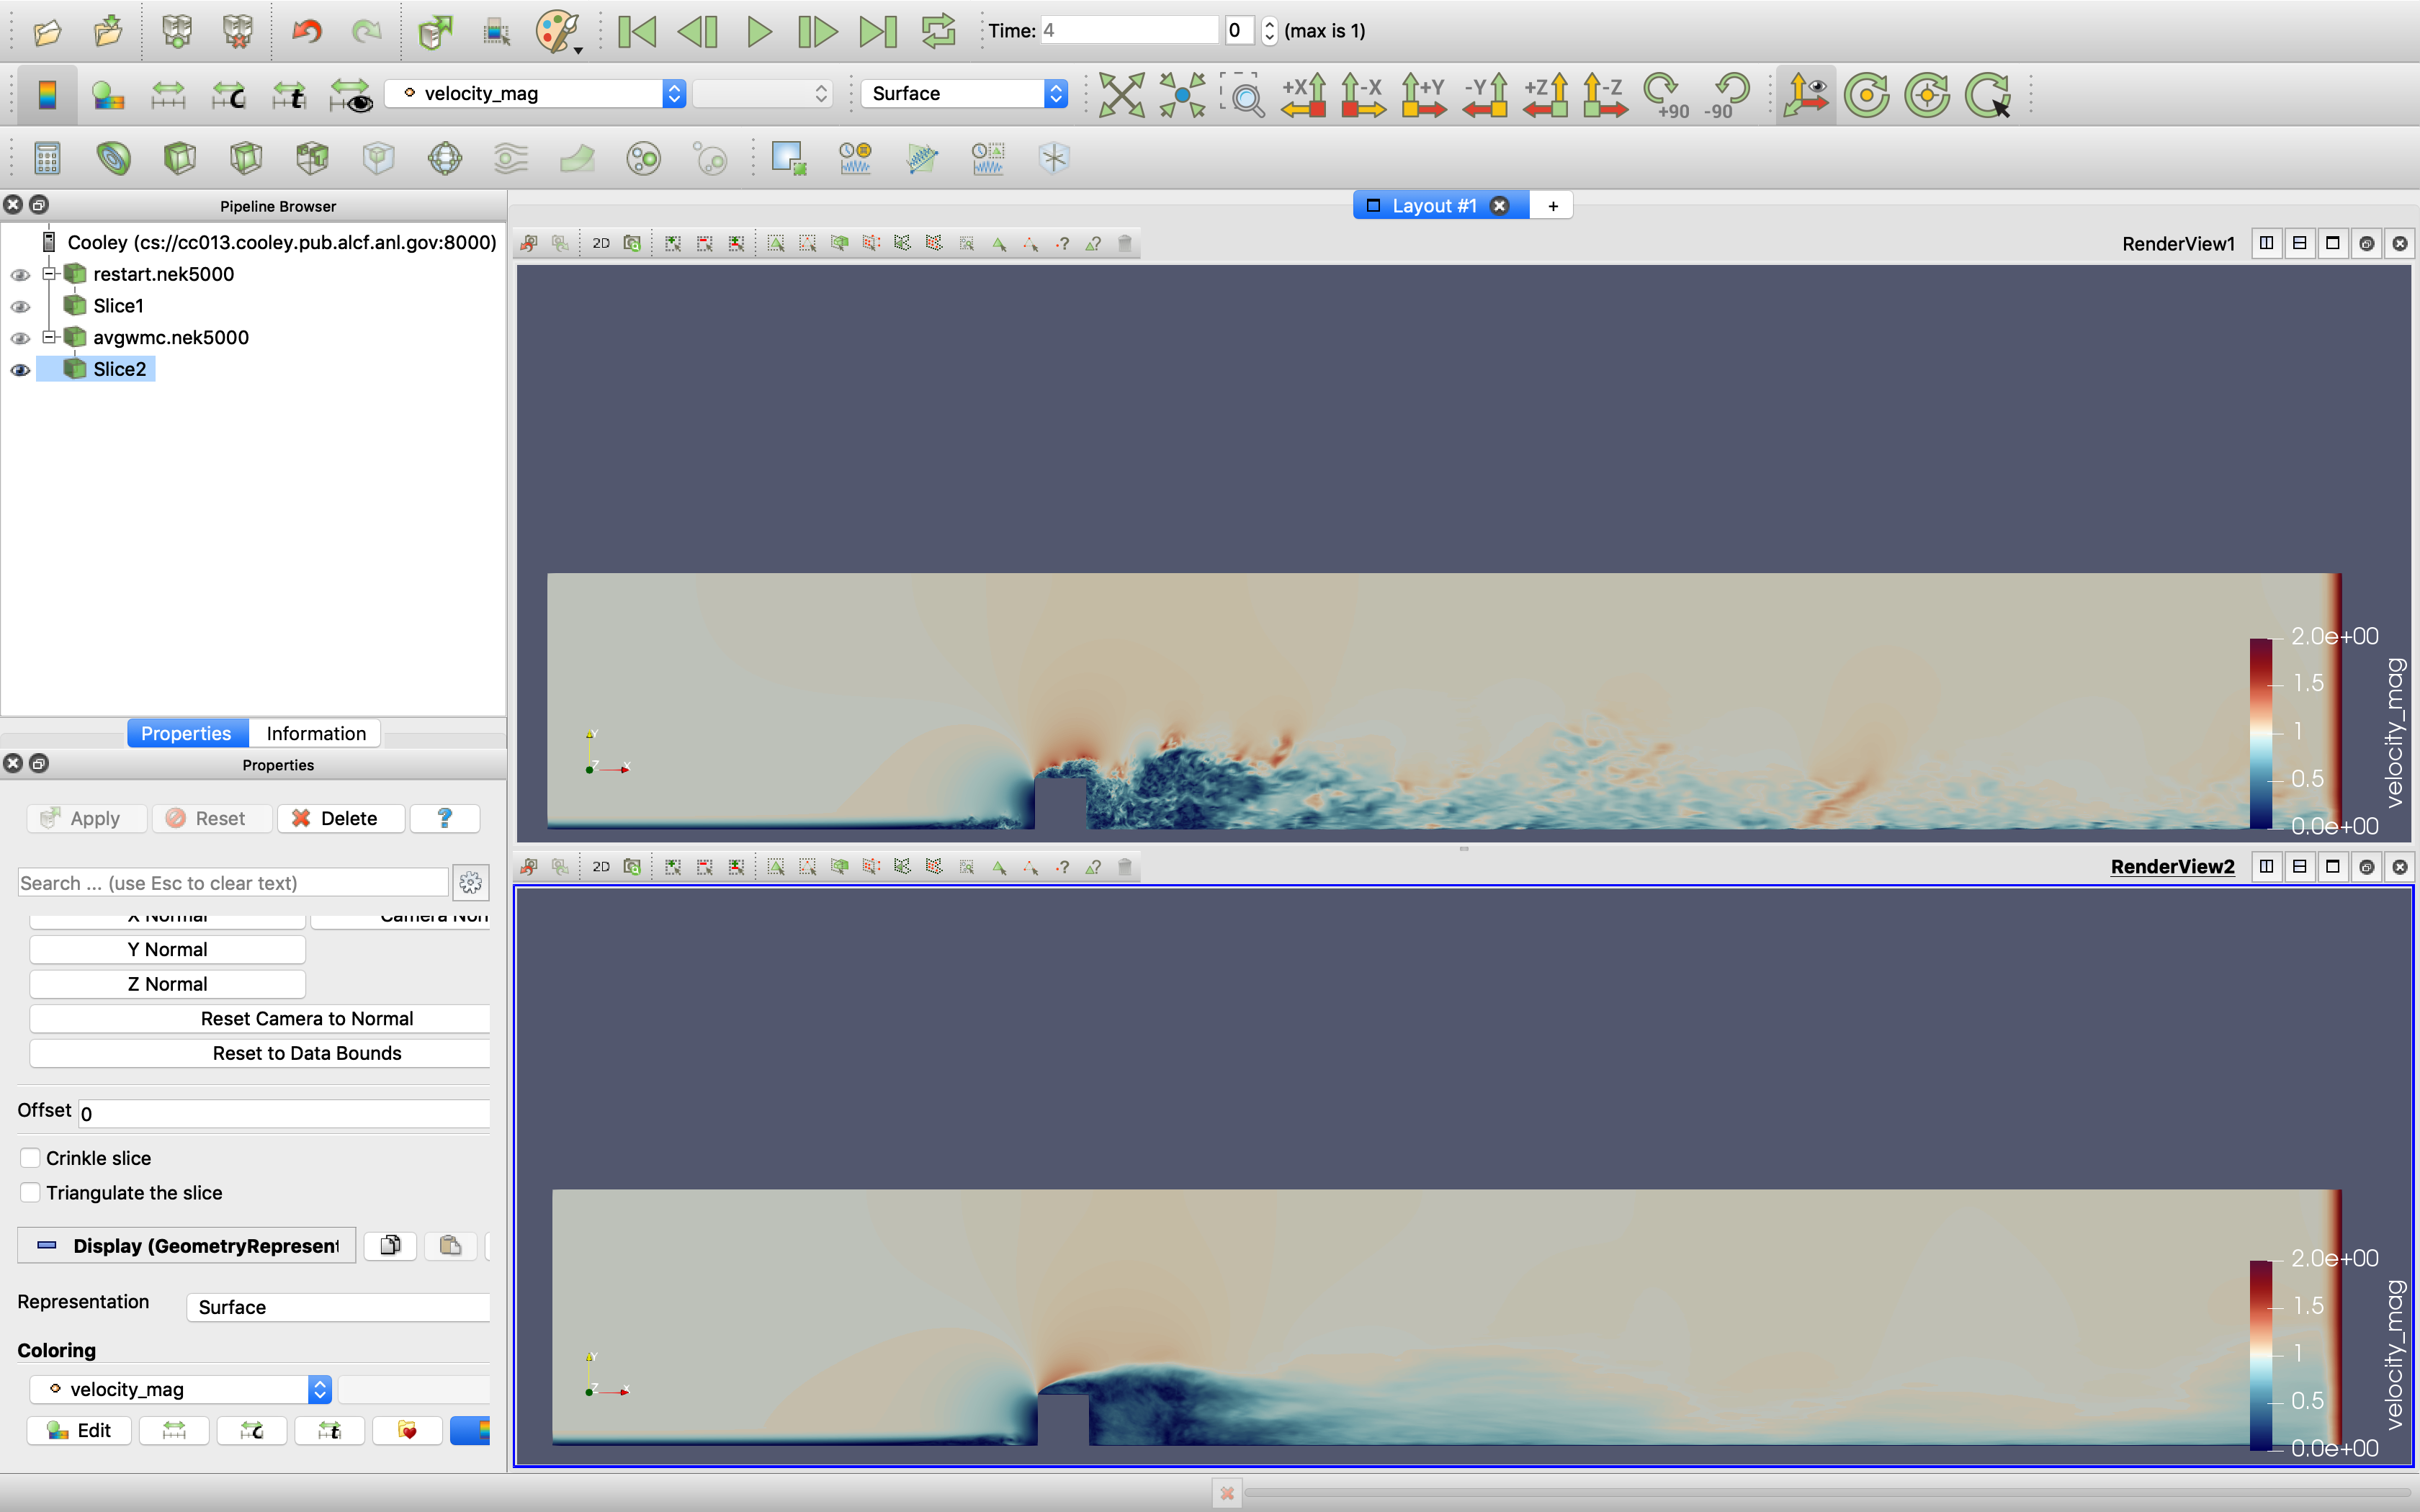 Time: 4 0 (max is 1)
velocity_mag Surface +X -X +Y -Y +Z -Z +90 -90
Pipeline Browser
Layout #1 +
Cooley (cs://cc013.cooley.pub.alcf.anl.gov:8000)
restart.nek5000
Slice1
avgwmc.nek5000
Slice2
2D RenderView1
2.0e+00
1.5
1
0.5
0.0e+00
velocity_mag
Y
Z X
Properties Information
Properties
Apply Reset Delete ?
Search ... (use Esc to clear text)
X Normal Camera Nor
Y Normal
Z Normal
Reset Camera to Normal
Reset to Data Bounds
Offset 0
Crinkle slice
Triangulate the slice
Display (GeometryRepresent
Representation Surface
Coloring
velocity_mag
Edit
2D RenderView2
2.0e+00
1.5
1
0.5
0.0e+00
velocity_mag
Y
Z X